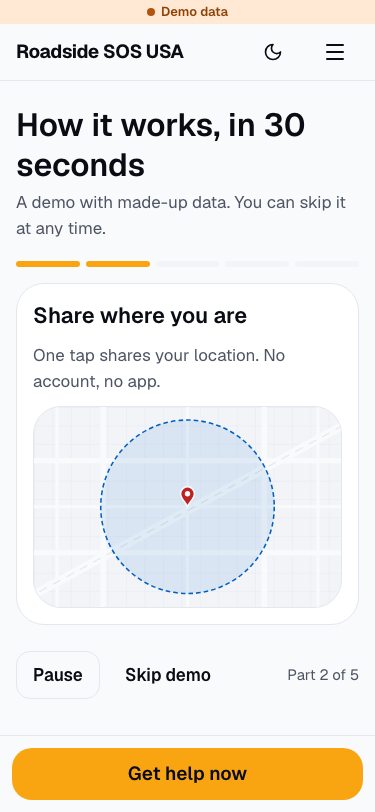 Demo data
Roadside SOS USA
How it works, in 30
seconds
A demo with made-up data. You can skip it
at any time.
Share where you are
One tap shares your location. No
account, no app.
Pause
Skip demo
Part 2 of 5
Get help now